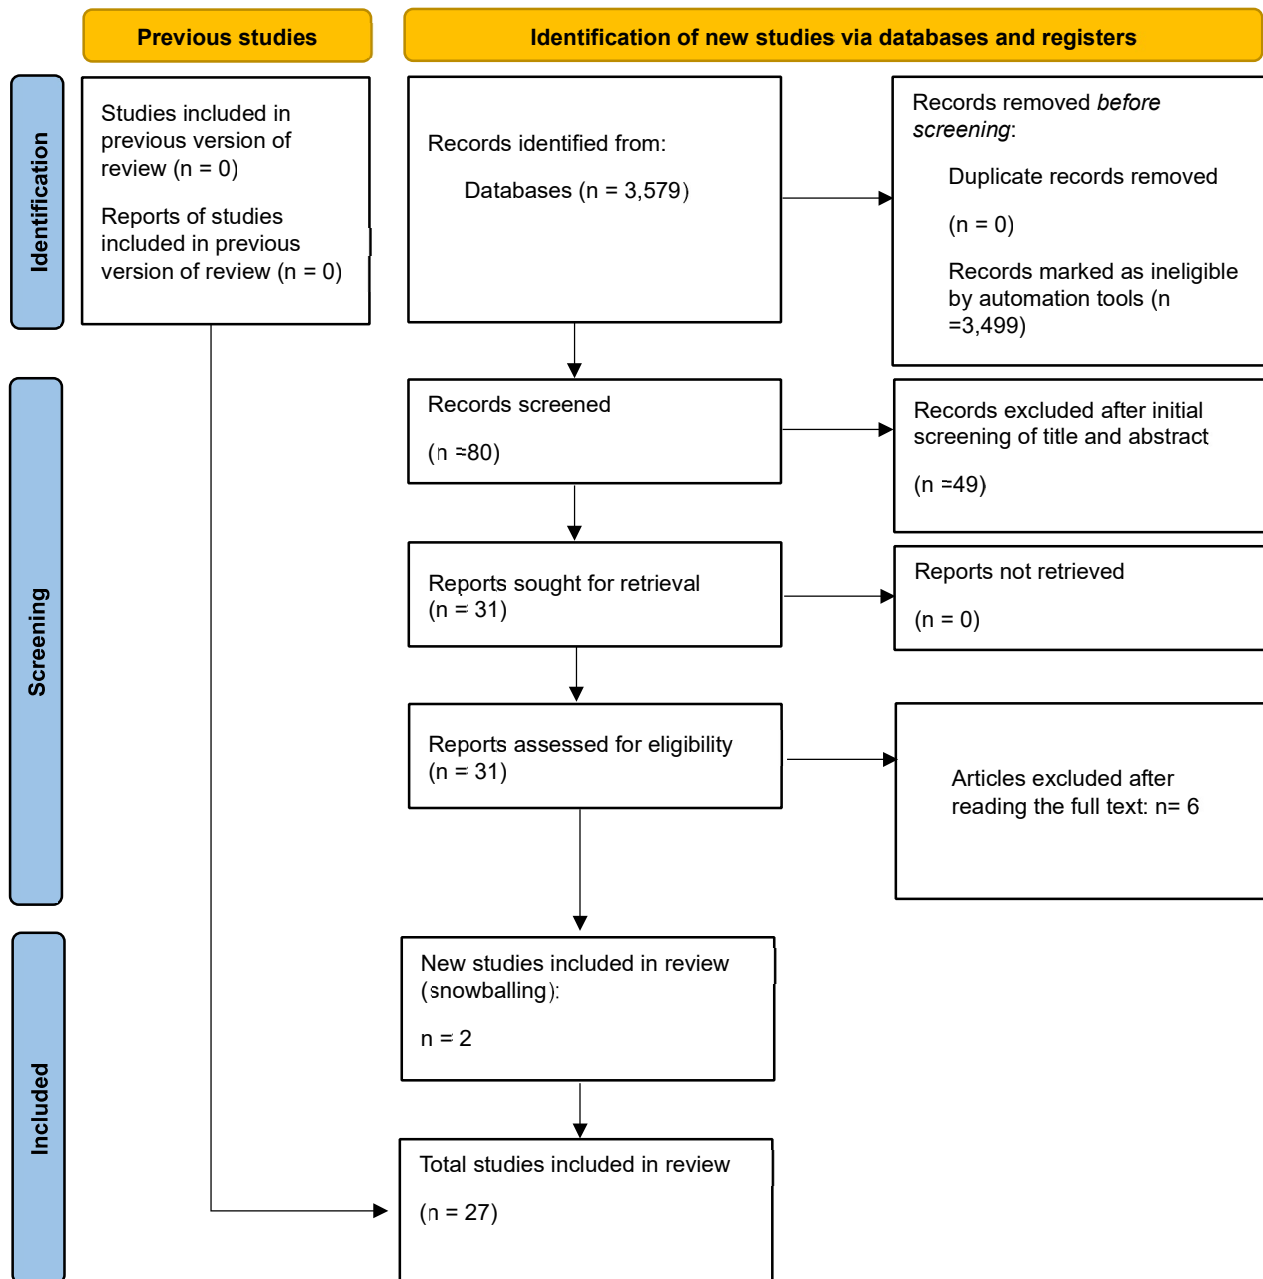 Previous studies
Identification of new studies via databases and registers
Identification
Studies included in
previous version of
review (n = 0)
Reports of studies
included in previous
version of review (n = 0)
Records identified from:
Databases (n = 3,579)
Records removed before
screening:
Duplicate records removed
(n = 0)
Records marked as ineligible
by automation tools (n
=3,499)
Screening
Records screened
(n =80)
Records excluded after initial
screening of title and abstract
(n =49)
Reports sought for retrieval
(n = 31)
Reports not retrieved
(n = 0)
Reports assessed for eligibility
(n = 31)
Articles excluded after
reading the full text: n= 6
Included
New studies included in review
(snowballing):
n = 2
Total studies included in review
(n = 27)